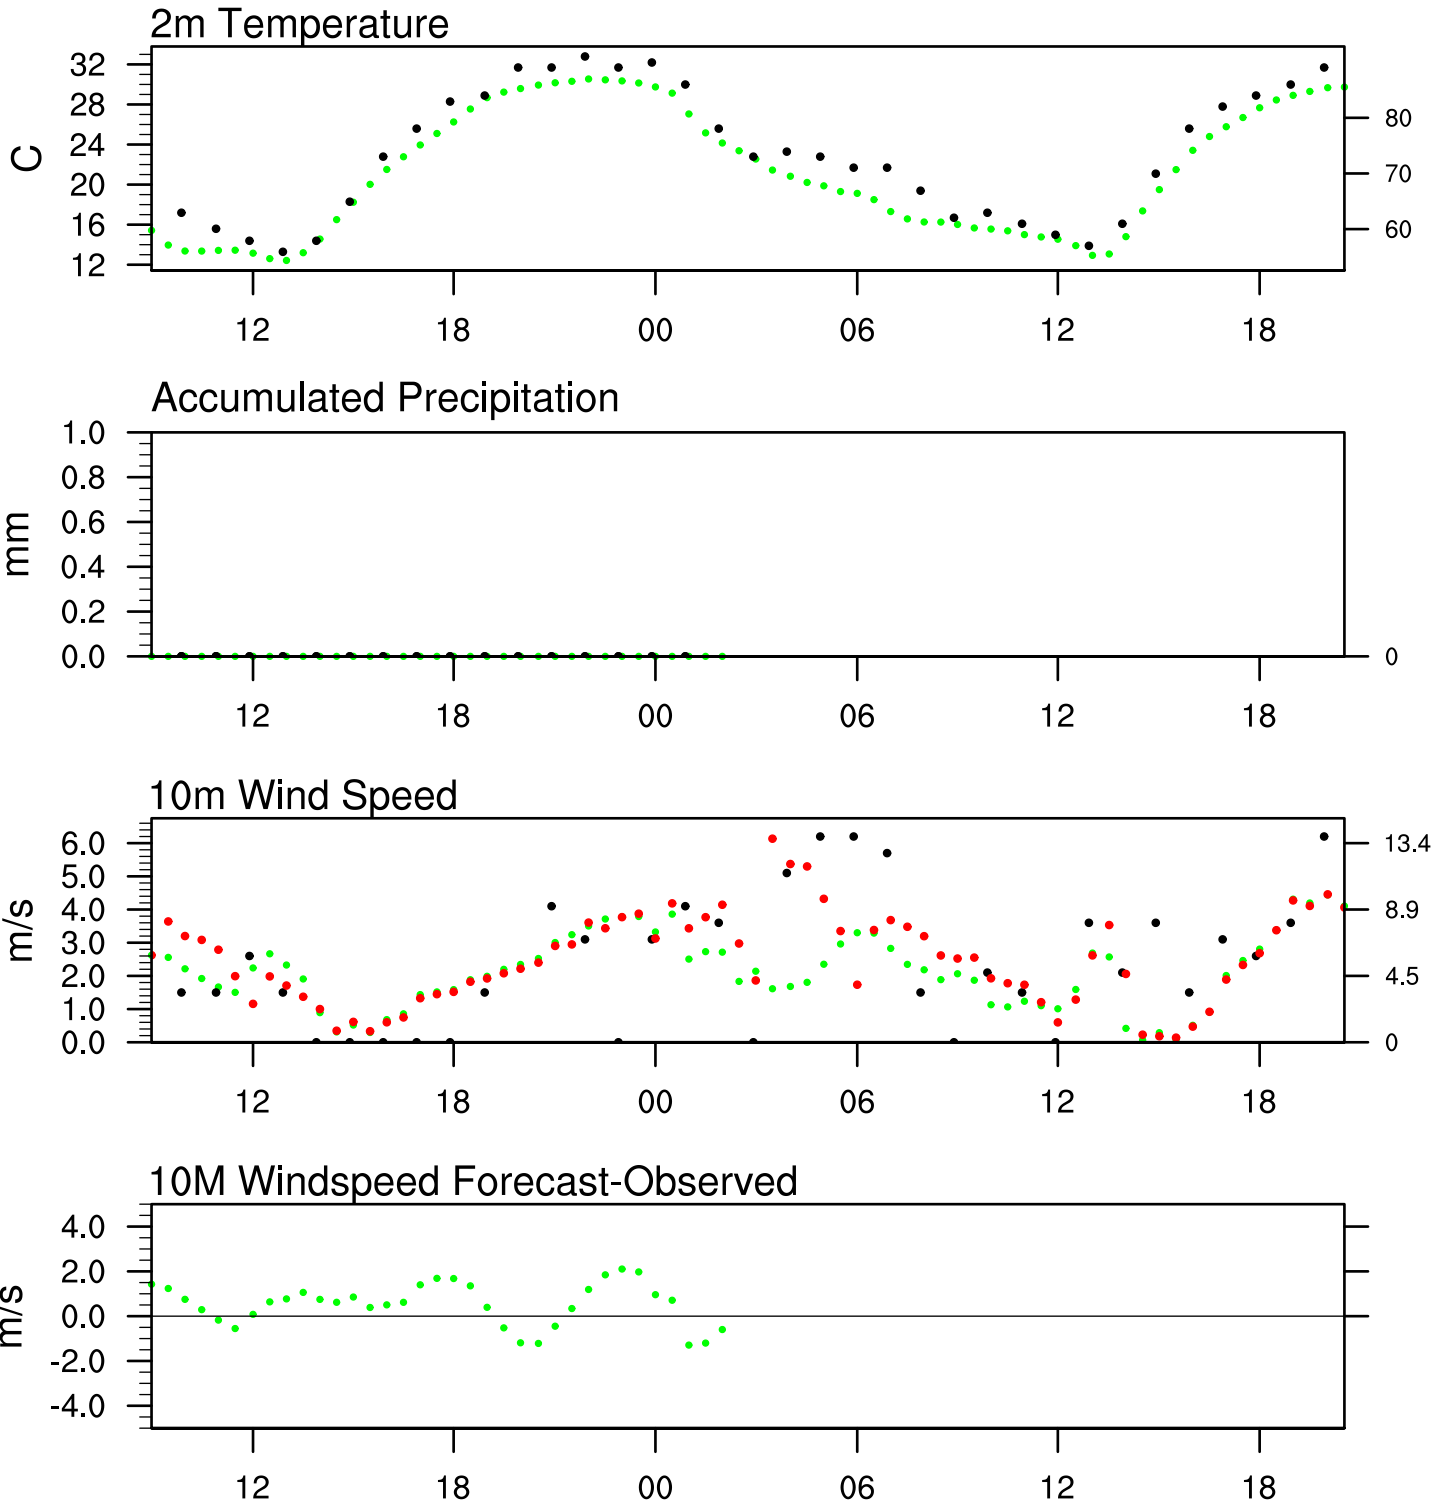 2m Temperature
32
28
24
20
16
12
C
80
70
60
12 18 00 06 12 18
Accumulated Precipitation
1.0
0.8
0.6
0.4
0.2
0.0
mm
0
12 18 00 06 12 18
10m Wind Speed
6.0
5.0
4.0
3.0
2.0
1.0
0.0
m/s
13.4
8.9
4.5
0
12 18 00 06 12 18
10M Windspeed Forecast-Observed
4.0
2.0
0.0
-2.0
-4.0
m/s
12 18 00 06 12 18